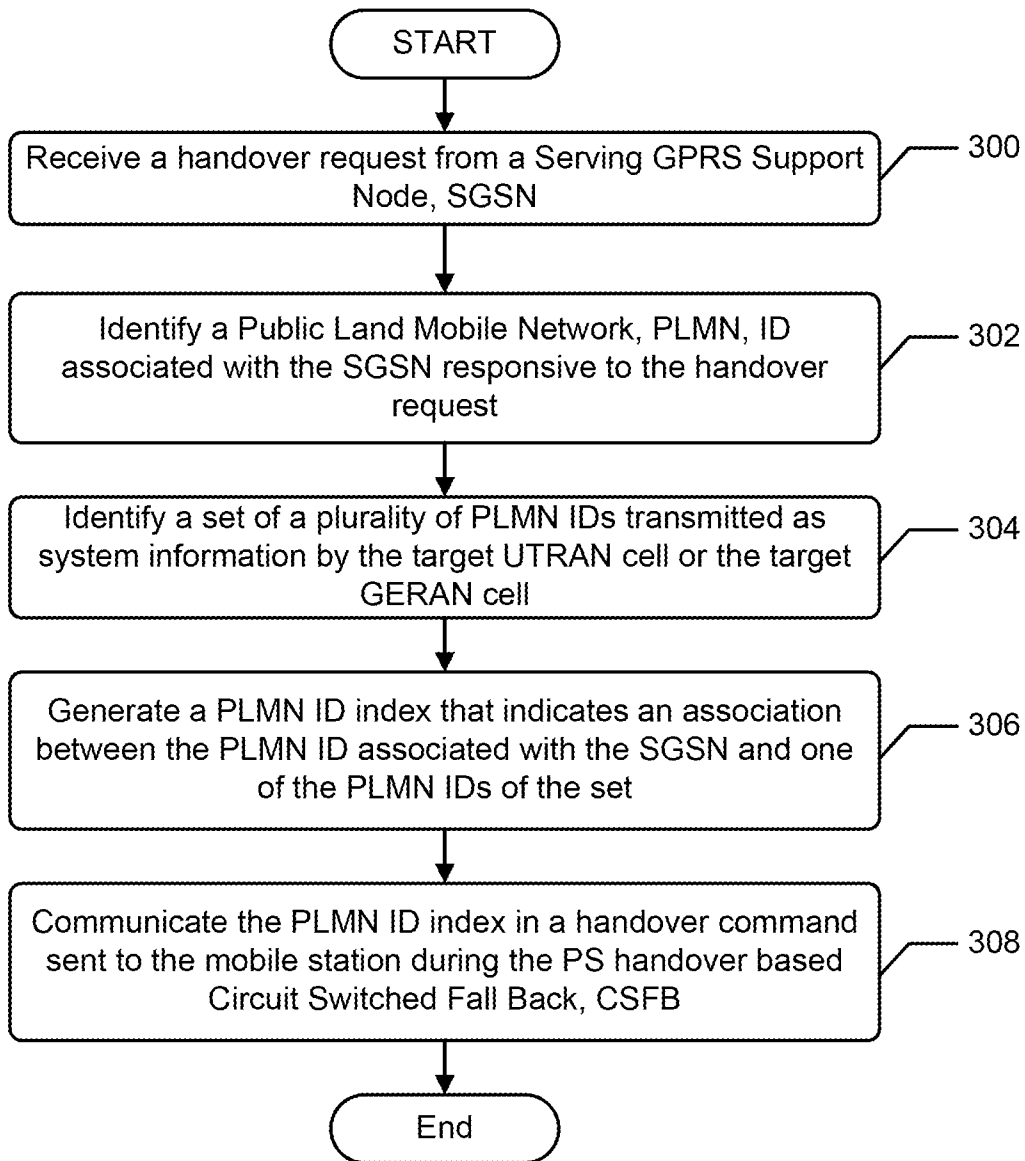 START
Receive a handover request from a Serving GPRS Support
Node, SGSN
300
Identify a Public Land Mobile Network, PLMN, ID
associated with the SGSN responsive to the handover
request
302
Identify a set of a plurality of PLMN IDs transmitted as
system information by the target UTRAN cell or the target
GERAN cell
304
Generate a PLMN ID index that indicates an association
between the PLMN ID associated with the SGSN and one
of the PLMN IDs of the set
306
Communicate the PLMN ID index in a handover command
sent to the mobile station during the PS handover based
Circuit Switched Fall Back, CSFB
308
End